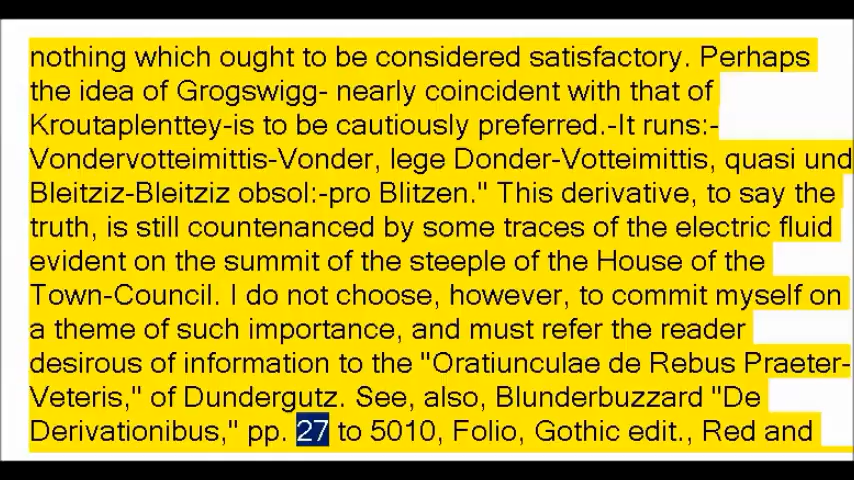 nothing which ought to be considered satisfactory. Perhaps
the idea of Grogswigg- nearly coincident with that of
Kroutaplenttey-is to be cautiously preferred.-It runs:-
Vondervotteimittis-Vonder, lege Donder-Votteimittis, quasi und
Bleitziz-Bleitziz obsol:-pro Blitzen." This derivative, to say the
truth, is still countenanced by some traces of the electric fluid
evident on the summit of the steeple of the House of the
Town-Council. I do not choose, however, to commit myself on
a theme of such importance, and must refer the reader
desirous of information to the "Oratiunculae de Rebus Praeter-
Veteris," of Dundergutz. See, also, Blunderbuzzard "De
Derivationibus," pp. 27 to 5010, Folio, Gothic edit., Red and